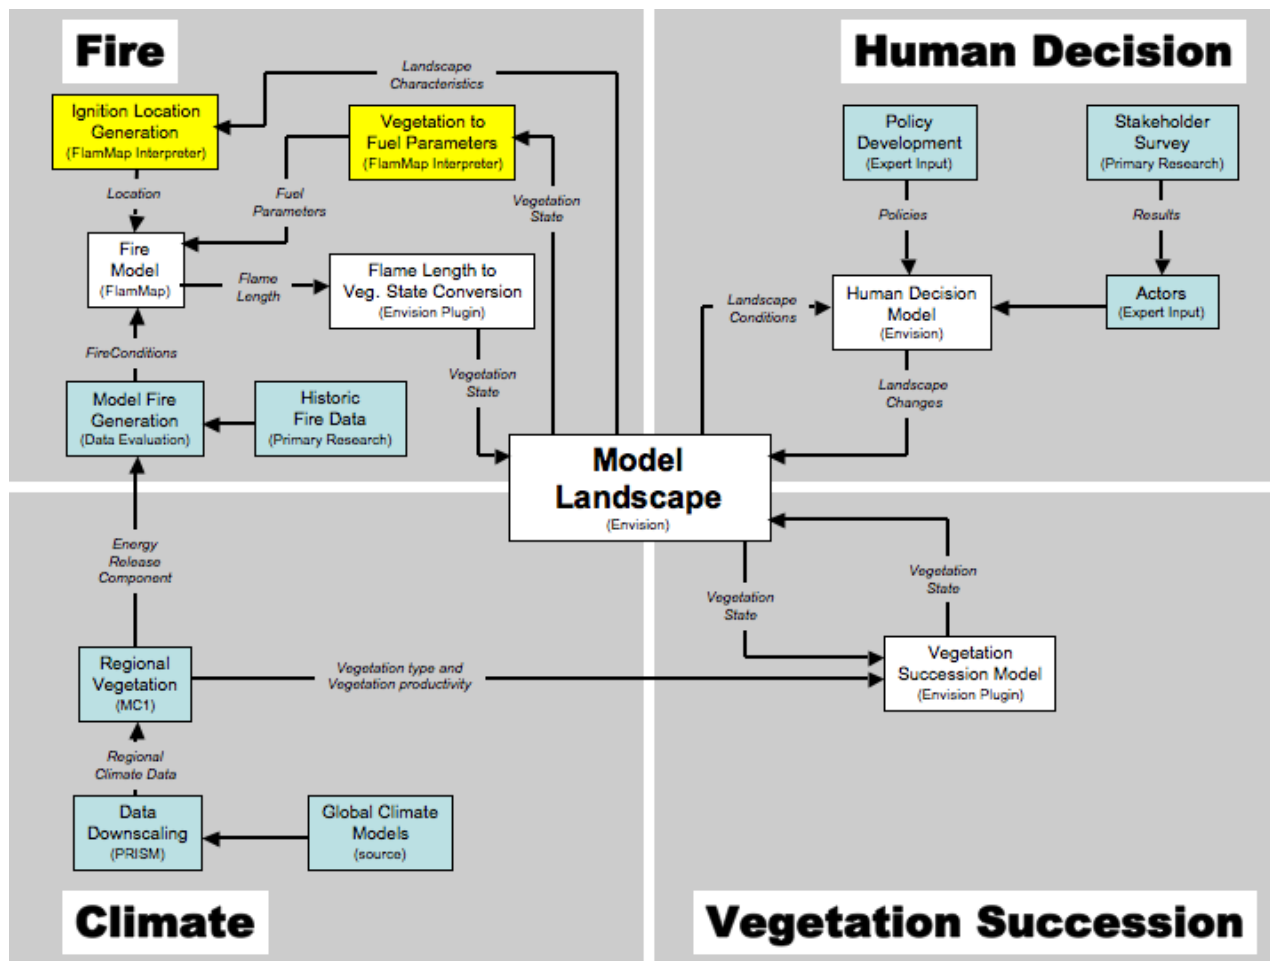 Fire
Landscape
Characteristics
Ignition Location
Generation
(FlamMap Interpreter)
Vegetation to
Fuel Parameters
(FlamMap Interpreter)
Location
Fuel
Parameters
Vegetation
State
Fire
Model
(FlamMap)
Flame
Length
Flame Length to
Veg. State Conversion
(Envision Plugin)
FireConditions
Vegetation
State
Model Fire
Generation
(Data Evaluation)
Historic
Fire Data
(Primary Research)
Human Decision
Policy
Development
(Expert Input)
Stakeholder
Survey
(Primary Research)
Policies
Results
Landscape
Conditions
Human Decision
Model
(Envision)
Actors
(Expert Input)
Landscape
Changes
Model
Landscape
(Envision)
Energy
Release
Component
Regional
Vegetation
(MC1)
Vegetation type and
Vegetation productivity
Regional
Climate Data
Data
Downscaling
(PRISM)
Global Climate
Models
(source)
Climate
Vegetation
State
Vegetation
State
Vegetation
Succession Model
(Envision Plugin)
Vegetation Succession